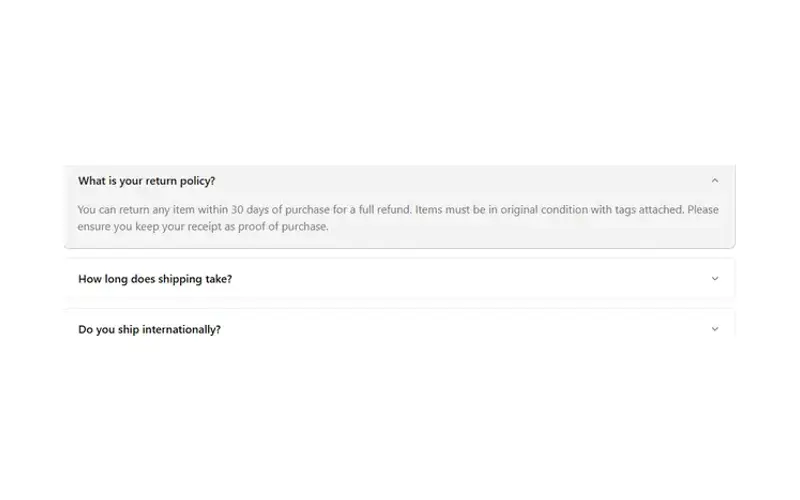 What is your return policy?
You can return any item within 30 days of purchase for a full refund. Items must be in original condition with tags attached. Please
ensure you keep your receipt as proof of purchase.
How long does shipping take?
Do you ship internationally?